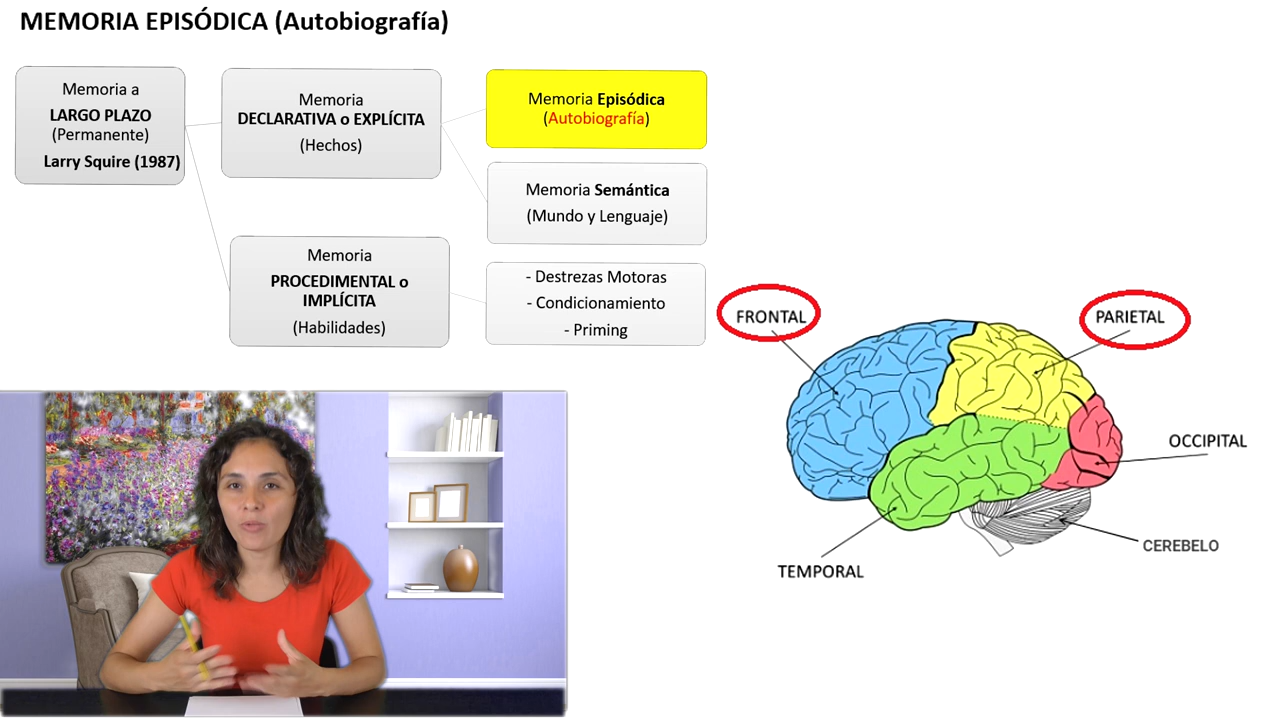 MEMORIA EPISÓDICA (Autobiografía)
Memoria a
LARGO PLAZO
(Permanente)
Larry Squire (1987)
Memoria
DECLARATIVA o EXPLÍCITA
(Hechos)
Memoria Episódica
(Autobiografía)
Memoria Semántica
(Mundo y Lenguaje)
Memoria
PROCEDIMENTAL o
IMPLÍCITA
(Habilidades)
- Destrezas Motoras
- Condicionamiento
- Priming
FRONTAL
PARIETAL
OCCIPITAL
CEREBELO
TEMPORAL